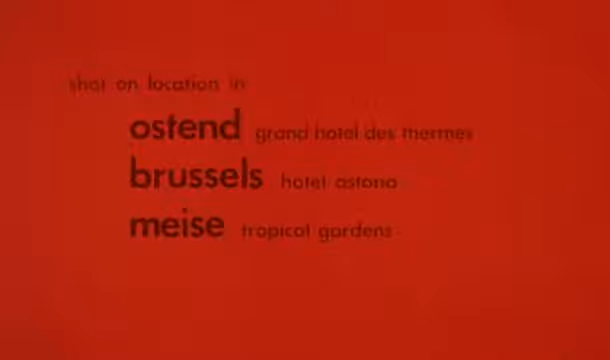 shot on location in
ostend grand hotel des thermes
brussels hotel astoria
meise tropical gardens